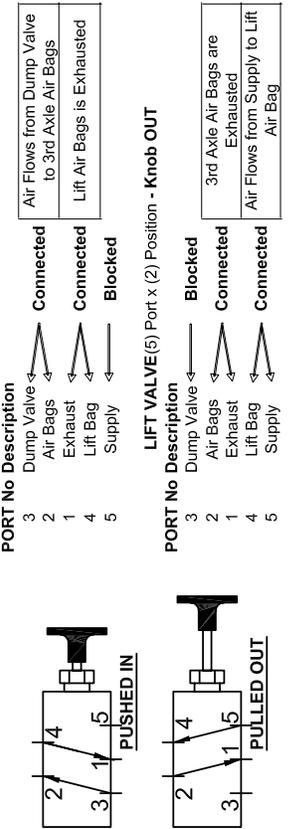 PORT No Description
3 Dump Valve
2 Air Bags
Connected
1 Exhaust
4 Lift Bag
Connected
5 Supply
Blocked
Air Flows from Dump Valve
to 3rd Axle Air Bags
Lift Air Bags is Exhausted
2 4
3 1 5
PUSHED IN
LIFT VALVE(5) Port x (2) Position - Knob OUT
PORT No Description
3 Dump Valve
Blocked
2 Air Bags
1 Exhaust
Connected
4 Lift Bag
5 Supply
Connected
3rd Axle Air Bags are
Exhausted
Air Flows from Supply to Lift
Air Bag
2 4
3 1 5
PULLED OUT